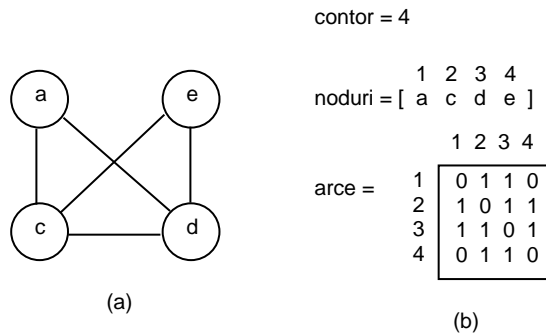 a e
c d
(a)
contor = 4
1 2 3 4
noduri = [ a c d e ]
1 2 3 4
arce =
1 0 1 1 0
2 1 0 1 1
3 1 1 0 1
4 0 1 1 0
(b)